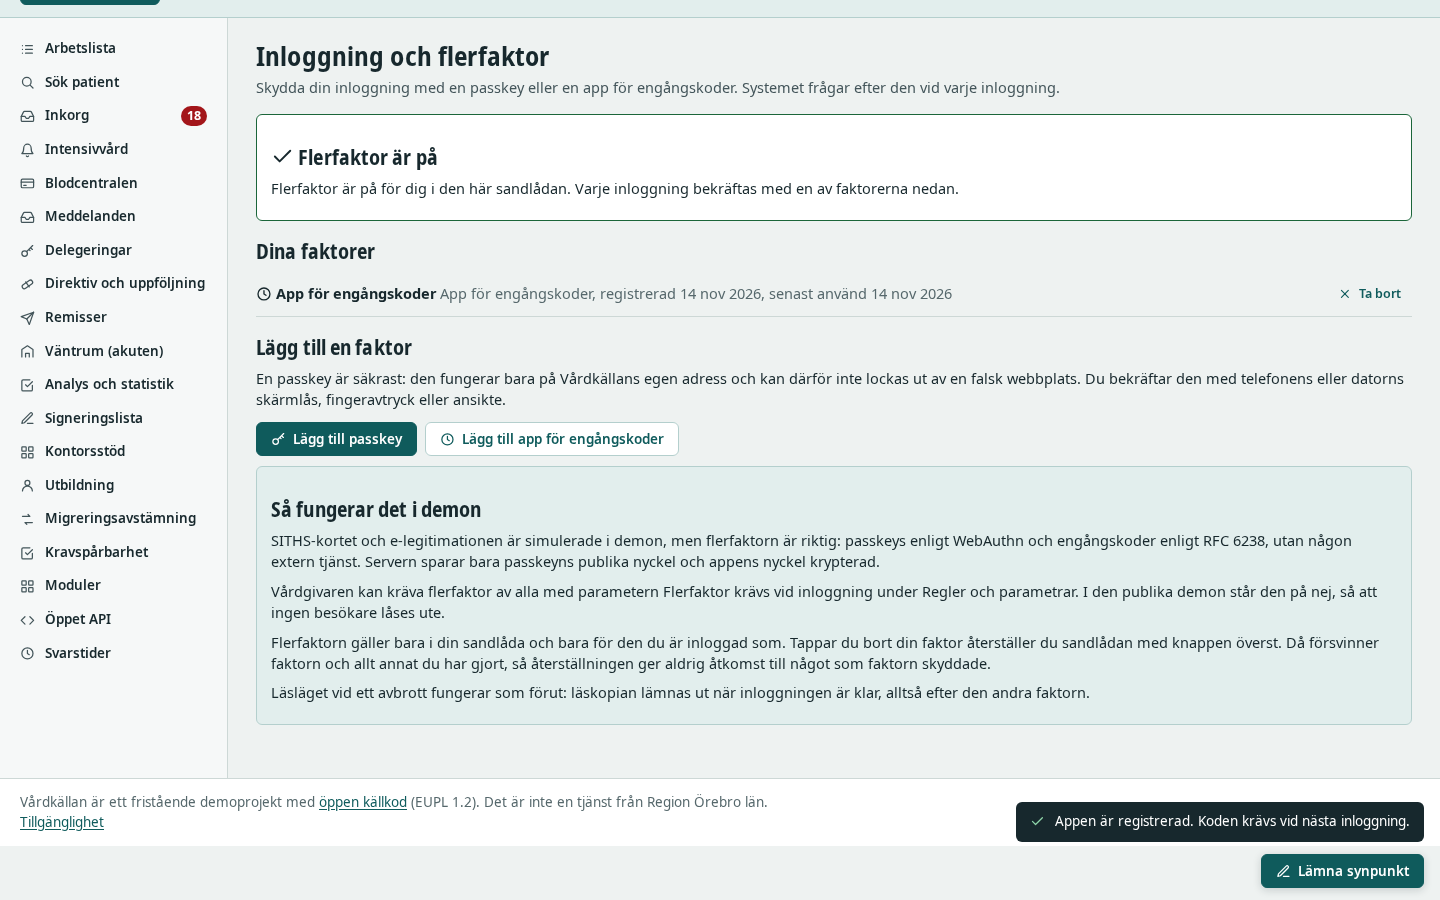 Arbetslista
Sök patient
Inkorg 18
Intensivvård
Blodcentralen
Meddelanden
Delegeringar
Direktiv och uppföljning
Remisser
Väntrum (akuten)
Analys och statistik
Signeringslista
Kontorsstöd
Utbildning
Migreringsavstämning
Kravspårbarhet
Moduler
Öppet API
Svarstider
Inloggning och flerfaktor
Skydda din inloggning med en passkey eller en app för engångskoder. Systemet frågar efter den vid varje inloggning.
Flerfaktor är på
Flerfaktor är på för dig i den här sandlådan. Varje inloggning bekräftas med en av faktorerna nedan.
Dina faktorer
App för engångskoder App för engångskoder, registrerad 14 nov 2026, senast använd 14 nov 2026
Ta bort
Lägg till en faktor
En passkey är säkrast: den fungerar bara på Vårdkällans egen adress och kan därför inte lockas ut av en falsk webbplats. Du bekräftar den med telefonens eller datorns
skärmlås, fingeravtryck eller ansikte.
Lägg till passkey
Lägg till app för engångskoder
Så fungerar det i demon
SITHS-kortet och e-legitimationen är simulerade i demon, men flerfaktorn är riktig: passkeys enligt WebAuthn och engångskoder enligt RFC 6238, utan någon
extern tjänst. Servern sparar bara passkeyns publika nyckel och appens nyckel krypterad.
Vårdgivaren kan kräva flerfaktor av alla med parametern Flerfaktor krävs vid inloggning under Regler och parametrar. I den publika demon står den på nej, så att
ingen besökare låses ute.
Flerfaktorn gäller bara i din sandlåda och bara för den du är inloggad som. Tappar du bort din faktor återställer du sandlådan med knappen överst. Då försvinner
faktorn och allt annat du har gjort, så återställningen ger aldrig åtkomst till något som faktorn skyddade.
Läsläget vid ett avbrott fungerar som förut: läskopian lämnas ut när inloggningen är klar, alltså efter den andra faktorn.
Vårdkällan är ett fristående demoprojekt med öppen källkod (EUPL 1.2). Det är inte en tjänst från Region Örebro län.
Tillgänglighet
Appen är registrerad. Koden krävs vid nästa inloggning.
Lämna synpunkt